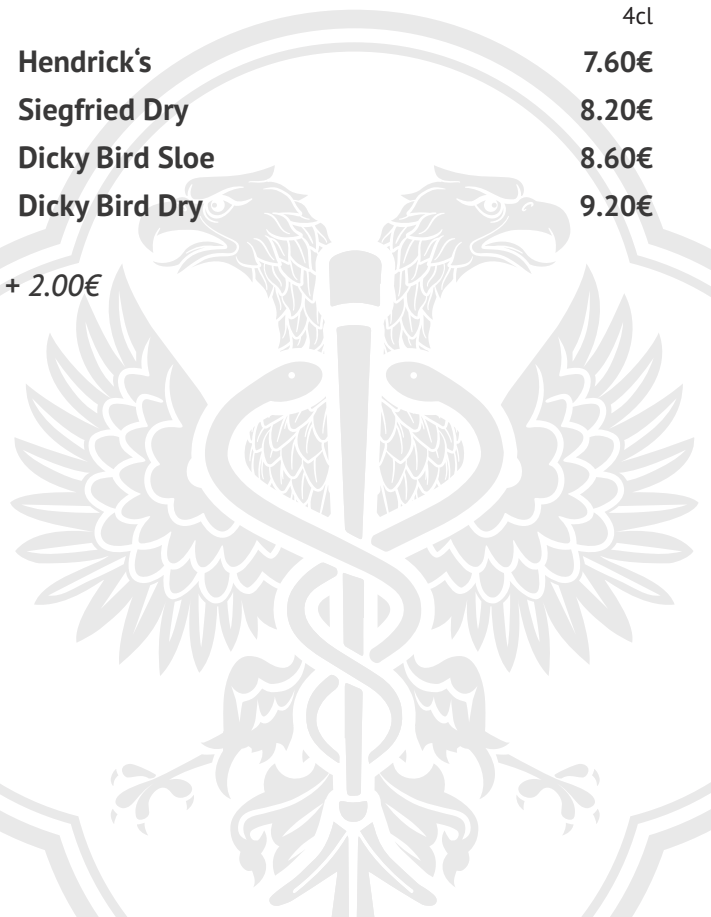 4cl
Hendrick‘s 7.60€
Siegfried Dry 8.20€
Dicky Bird Sloe 8.60€
Dicky Bird Dry 9.20€
+ 2.00€